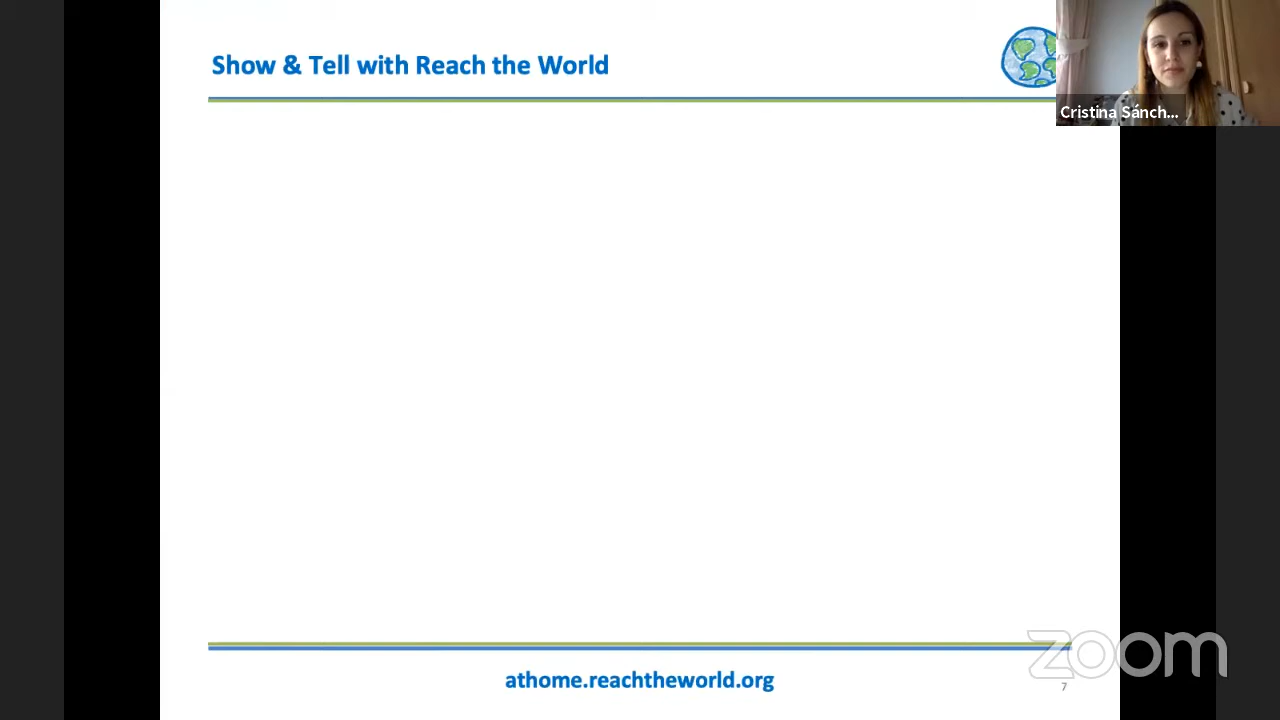 Show & Tell with Reach the World
Cristina Sánch...
zoom
7
athome.reachtheworld.org